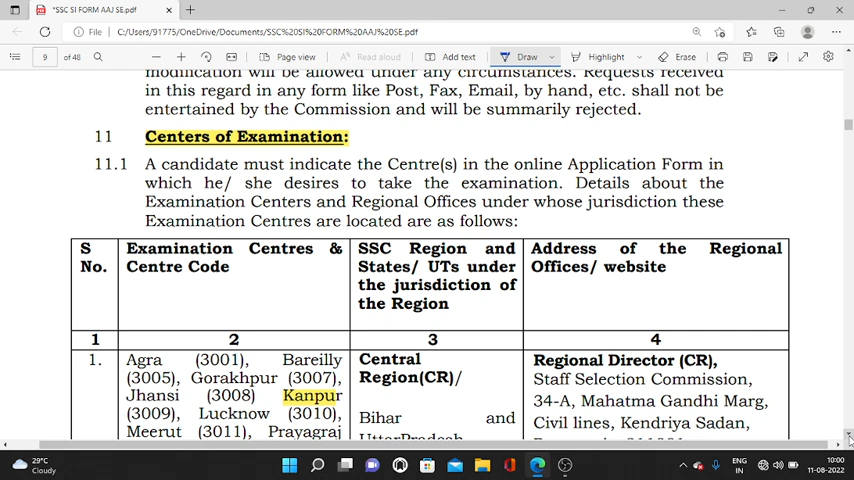 *SSC SI FORM AAJ SE.pdf
File
C:/Users/91775/OneDrive/Documents/SSC%20SI%20FORM%20AAJ%20SE.pdf
9 of 48
Page view
Read aloud
Add text
Draw
Highlight
Erase
modification will be allowed under any circumstances. Requests received
in this regard in any form like Post, Fax, Email, by hand, etc. shall not be
entertained by the Commission and will be summarily rejected.
11 Centers of Examination:
11.1 A candidate must indicate the Centre(s) in the online Application Form in
which he/ she desires to take the examination. Details about the
Examination Centers and Regional Offices under whose jurisdiction these
Examination Centres are located are as follows:
S
No.
Examination Centres &
Centre Code
SSC Region and
States/ UTs under
the jurisdiction of
the Region
Address of the Regional
Offices/ website
1 2 3 4
1.
Agra (3001), Bareilly
(3005), Gorakhpur (3007),
Jhansi (3008) Kanpur
(3009), Lucknow (3010),
Meerut (3011), Prayagraj
Central
Region(CR)/
Bihar and
UttarPradesh
Regional Director (CR),
Staff Selection Commission,
34-A, Mahatma Gandhi Marg,
Civil lines, Kendriya Sadan,
29°C
Cloudy
ENG
IN
10:00
11-08-2022